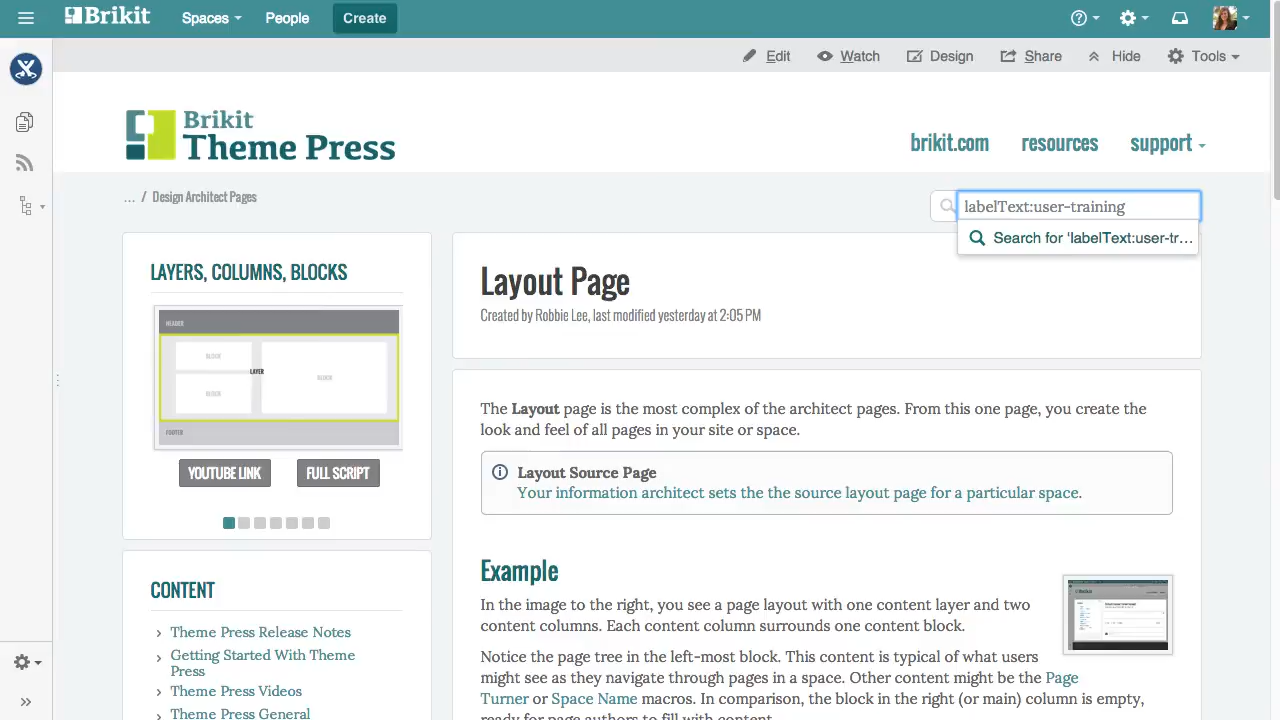 Brikit Spaces People Create
Edit Watch Design Share Hide Tools
Brikit
Theme Press
brikit.com resources support
... / Design Architect Pages
labelText:user-training
Search for 'labelText:user-tr...
LAYERS, COLUMNS, BLOCKS
HEADER
BLOCK
LAYER
BLOCK
BLOCK
FOOTER
YOUTUBE LINK FULL SCRIPT
CONTENT
› Theme Press Release Notes
› Getting Started With Theme
Press
› Theme Press Videos
› Theme Press General
Layout Page
Created by Robbie Lee, last modified yesterday at 2:05 PM
The Layout page is the most complex of the architect pages. From this one page, you create the
look and feel of all pages in your site or space.
Layout Source Page
Your information architect sets the the source layout page for a particular space.
Example
In the image to the right, you see a page layout with one content layer and two
content columns. Each content column surrounds one content block.
Notice the page tree in the left-most block. This content is typical of what users
might see as they navigate through pages in a space. Other content might be the Page
Turner or Space Name macros. In comparison, the block in the right (or main) column is empty,
ready for page authors to fill with content.